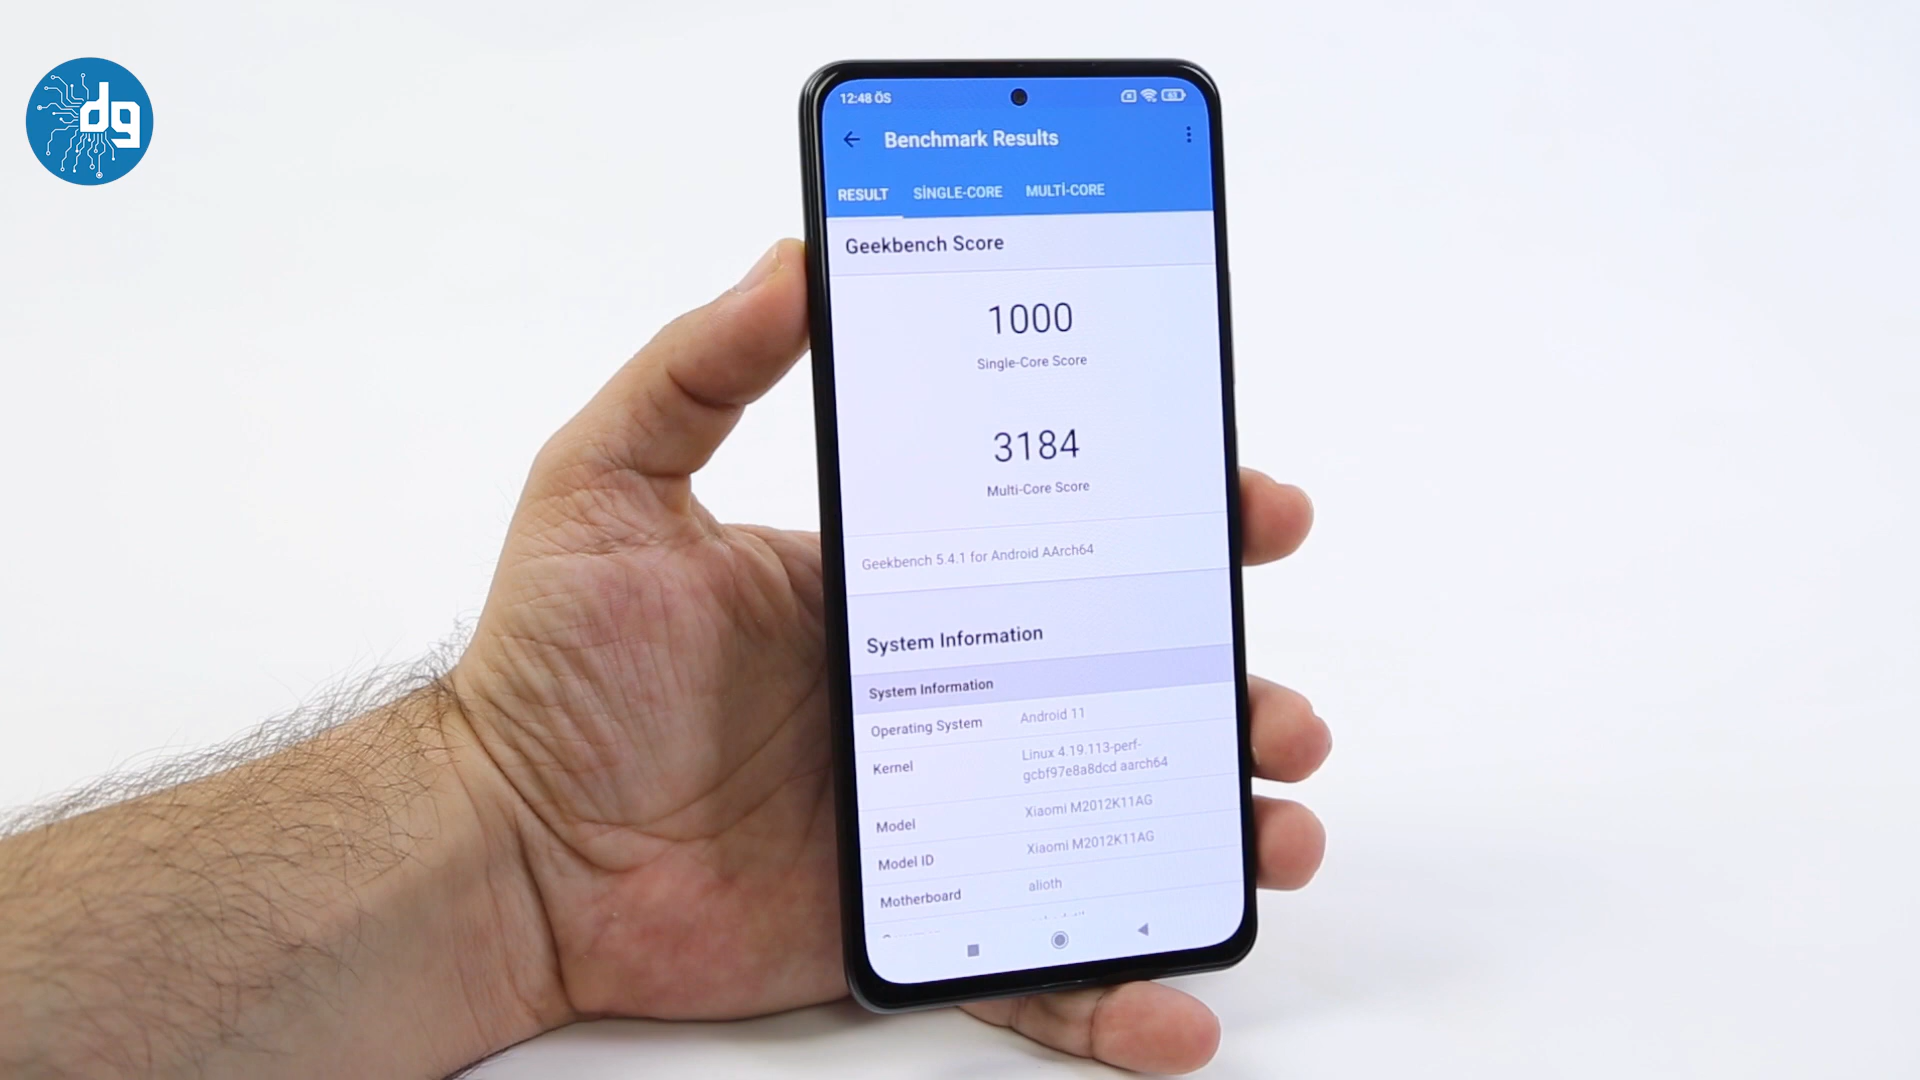 dg
12:48 ÖS
63
Benchmark Results
RESULT SİNGLE-CORE MULTİ-CORE
Geekbench Score
1000
Single-Core Score
3184
Multi-Core Score
Geekbench 5.4.1 for Android AArch64
System Information
System Information
Operating System Android 11
Kernel Linux 4.19.113-perf-
gcbf97e8a8dcd aarch64
Model Xiaomi M2012K11AG
Model ID Xiaomi M2012K11AG
Motherboard alioth